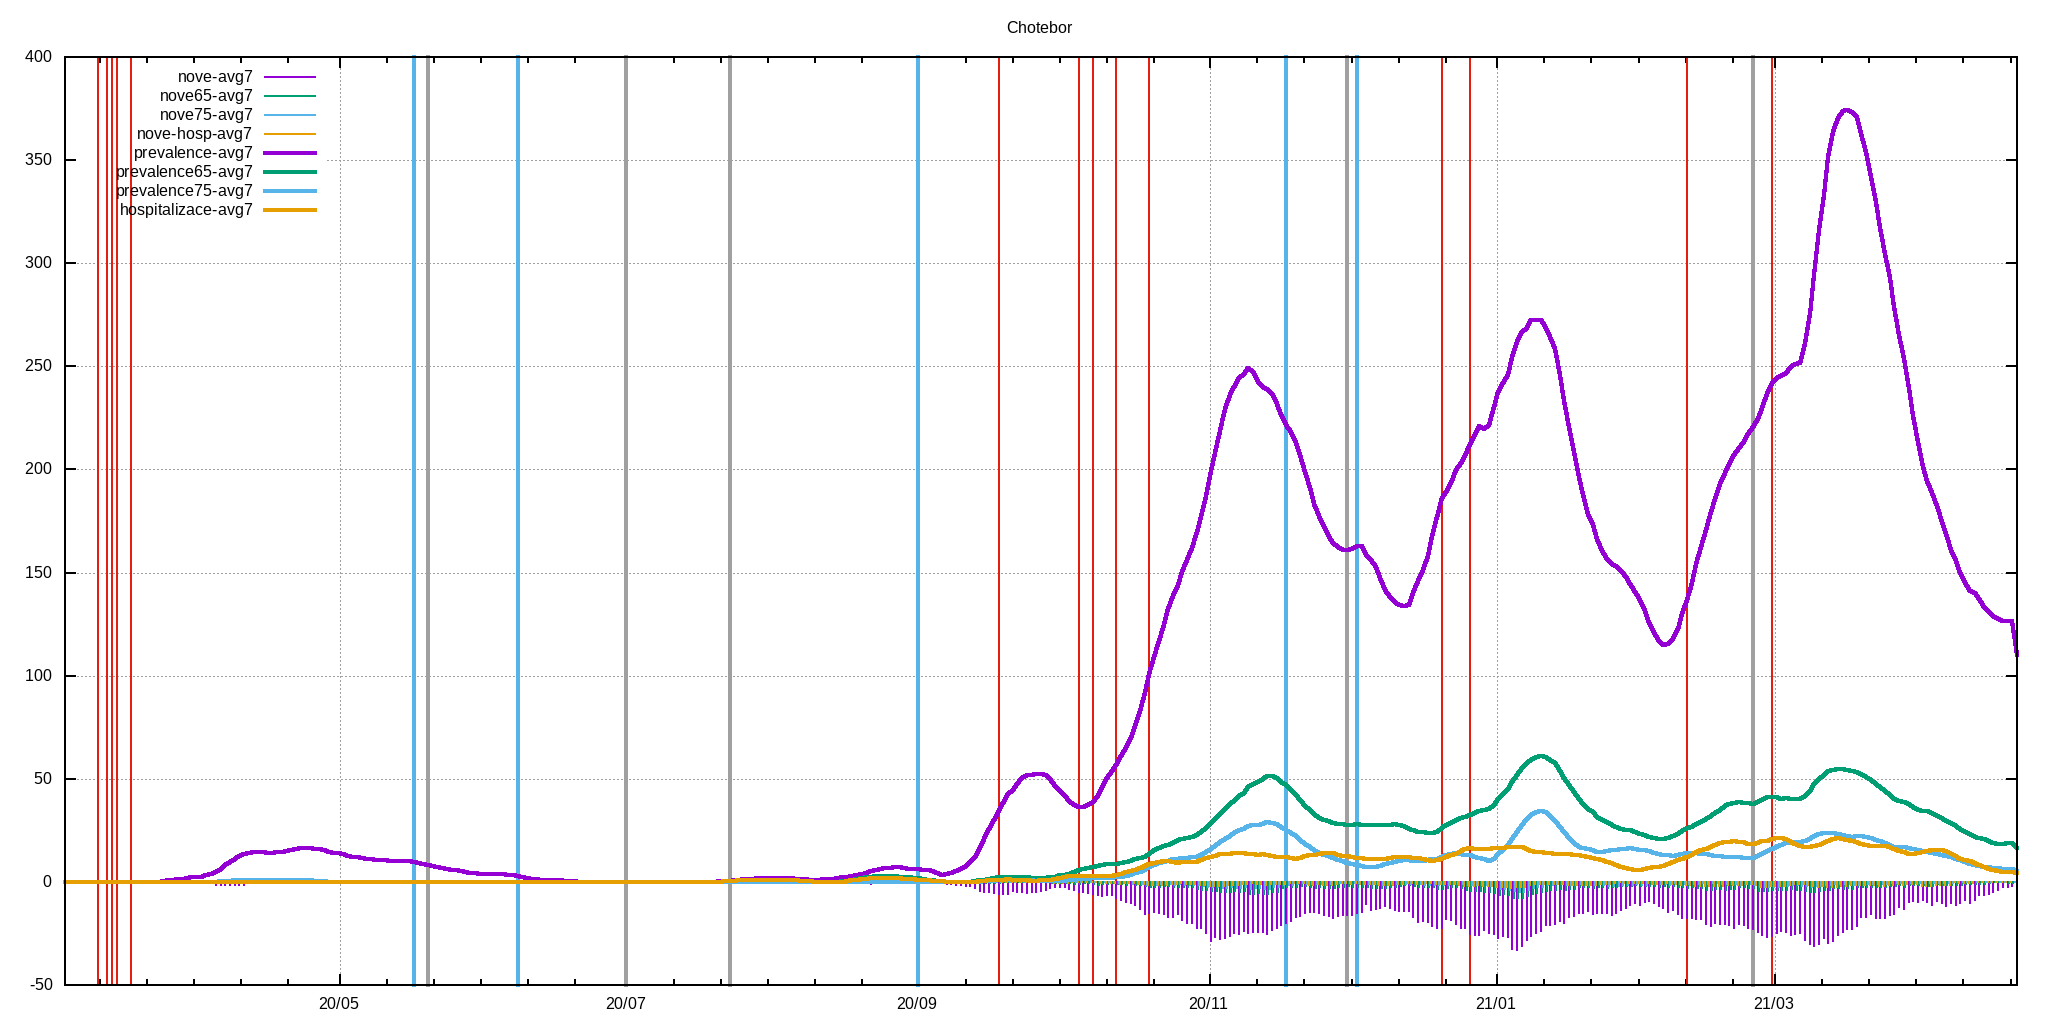 Chotebor
400
350
300
250
200
150
100
50
0
-50
nove-avg7
nove65-avg7
nove75-avg7
nove-hosp-avg7
prevalence-avg7
prevalence65-avg7
prevalence75-avg7
hospitalizace-avg7
20/05
20/07
20/09
20/11
21/01
21/03